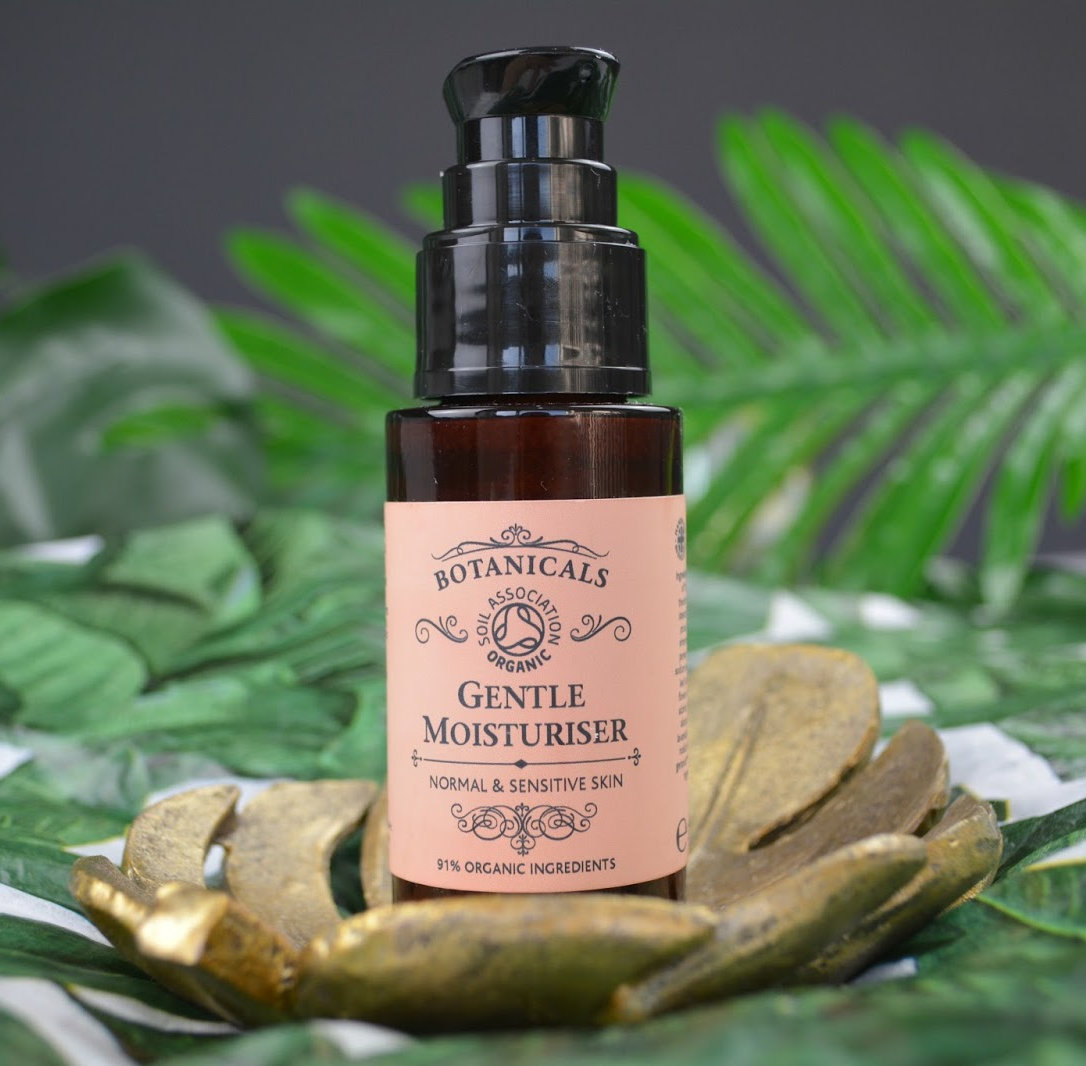 BOTANICALS
SOIL ASSOCIATION
ORGANIC
GENTLE
MOISTURISER
NORMAL & SENSITIVE SKIN
91% ORGANIC INGREDIENTS
e